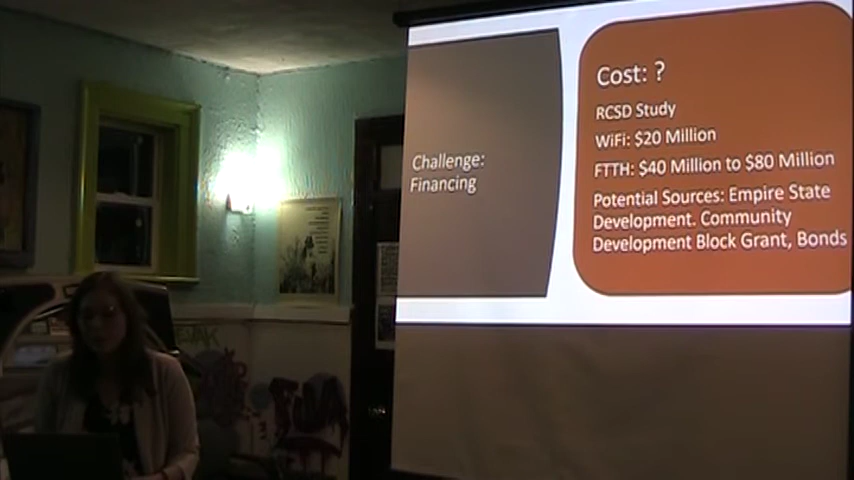 Challenge:
Financing
Cost: ?
RCSD Study
WiFi: $20 Million
FTTH: $40 Million to $80 Million
Potential Sources: Empire State
Development. Community
Development Block Grant, Bonds